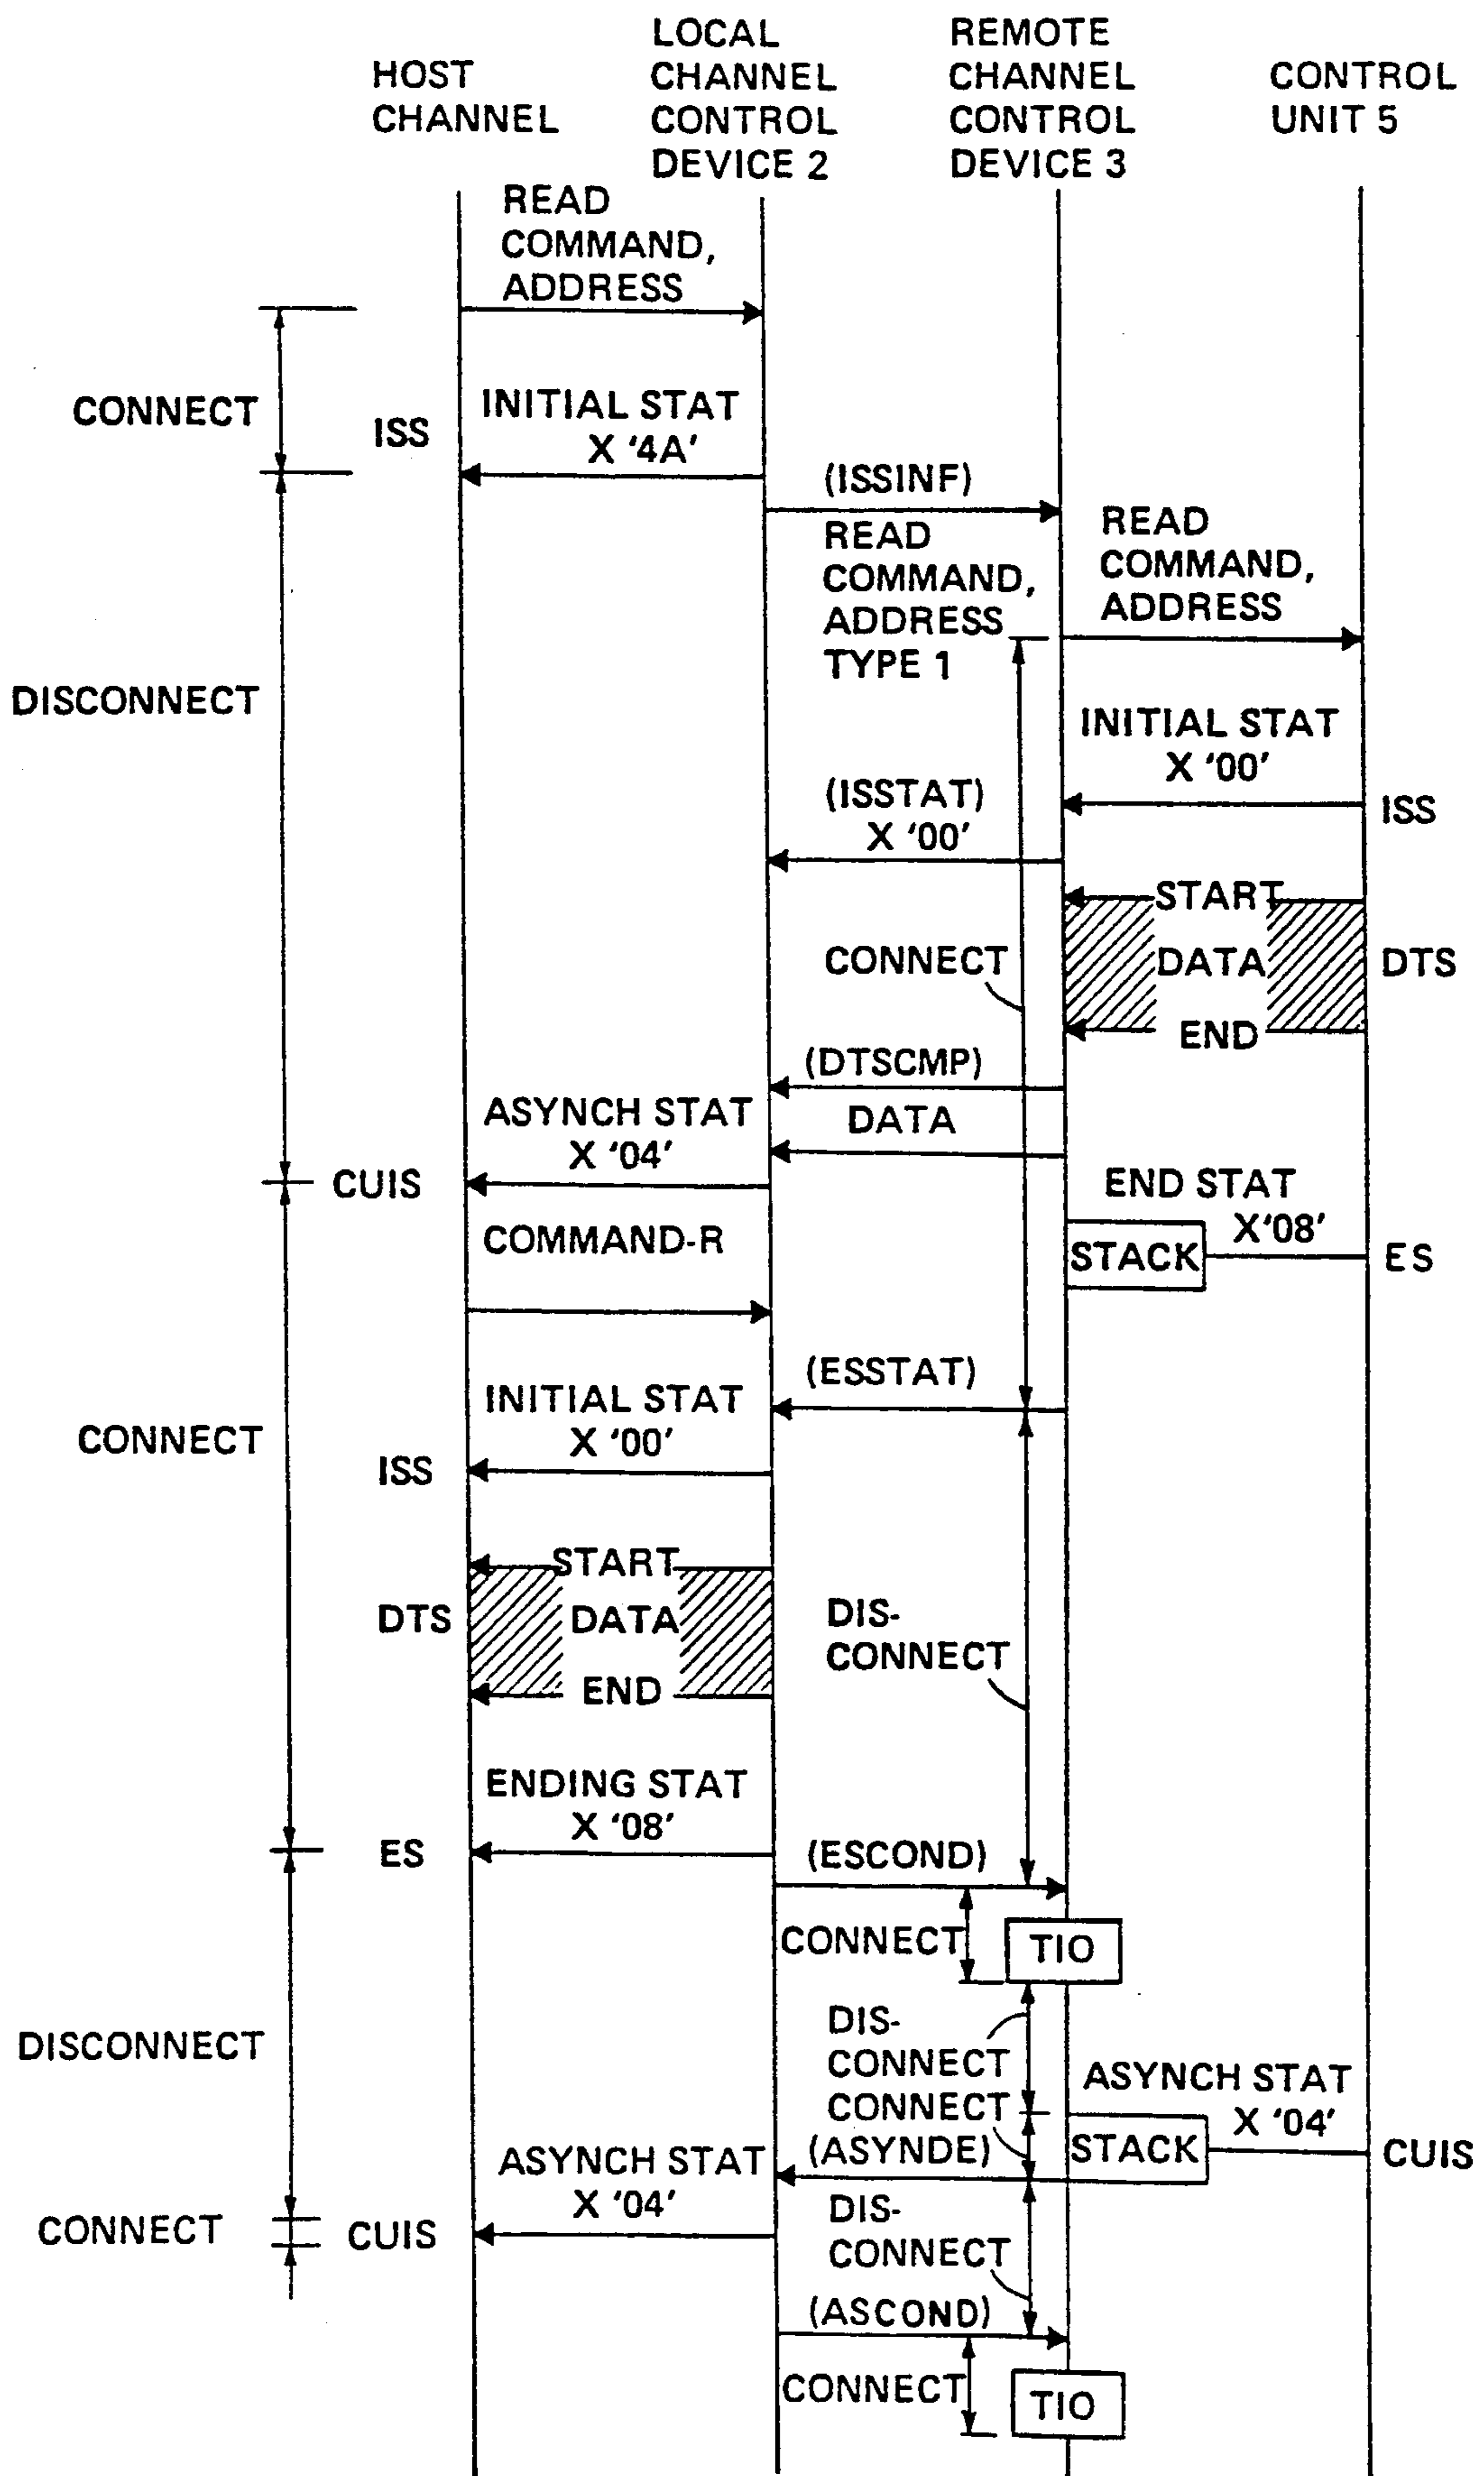 HOST
CHANNEL
LOCAL
CHANNEL
CONTROL
DEVICE 2
REMOTE
CHANNEL
CONTROL
DEVICE 3
CONTROL
UNIT 5
READ
COMMAND,
ADDRESS
CONNECT
ISS
INITIAL STAT
X '4A'
(ISSINF)
READ
COMMAND,
ADDRESS
TYPE 1
READ
COMMAND,
ADDRESS
DISCONNECT
INITIAL STAT
X '00'
ISS
(ISSTAT)
X '00'
START
DATA
END
DTS
CONNECT
(DTSCMP)
DATA
ASYNCH STAT
X '04'
CUIS
END STAT
X'08'
STACK
ES
COMMAND-R
(ESSTAT)
CONNECT
INITIAL STAT
X '00'
ISS
START
DATA
END
DTS
DIS-
CONNECT
ENDING STAT
X '08'
ES
(ESCOND)
CONNECT
TIO
DISCONNECT
DIS-
CONNECT
CONNECT
ASYNCH STAT
X '04'
STACK
CUIS
(ASYNDE)
ASYNCH STAT
X '04'
CONNECT
CUIS
DIS-
CONNECT
(ASCOND)
CONNECT
TIO